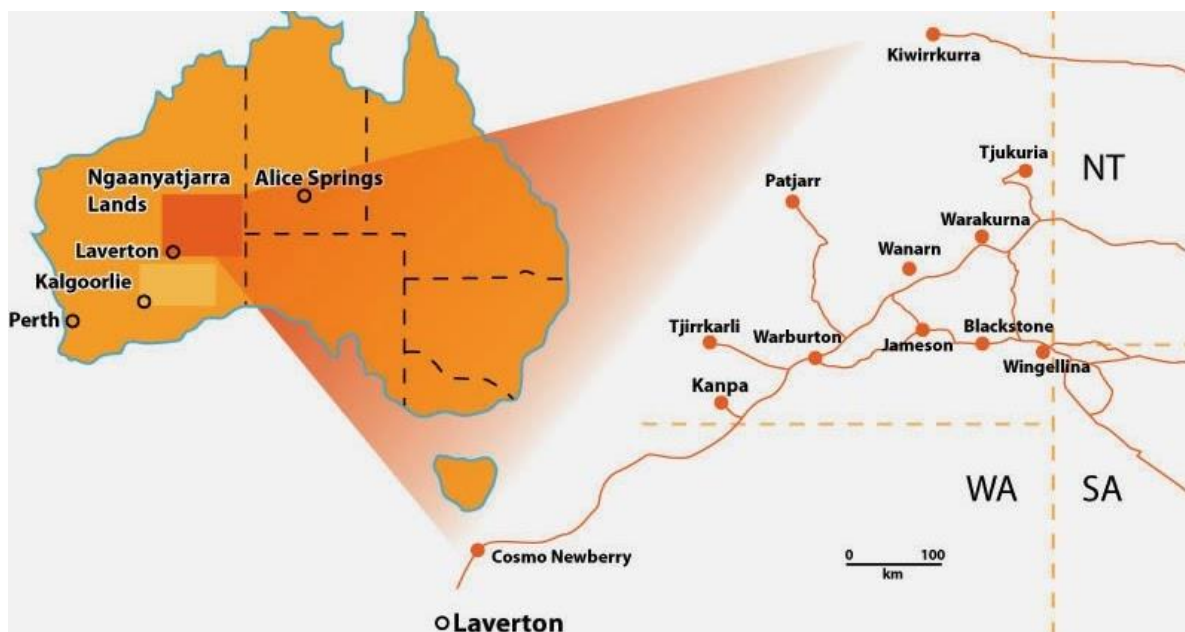 Ngaanyatjarra
Lands
Alice Springs
Laverton
Kalgoorlie
Perth
Kiwirrkurra
Tjukuria
NT
Patjarr
Warakurna
Wanarn
Tjirrkarli
Warburton
Blackstone
Jameson
Wingellina
Kanpa
WA
SA
Cosmo Newberry
0 100
km
Laverton